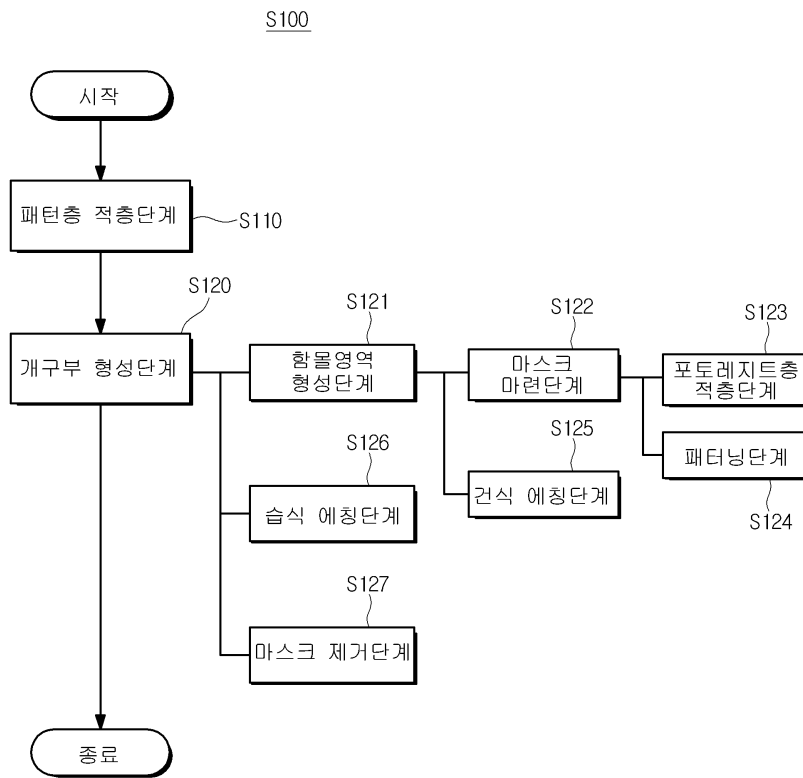 S100
시작
패턴층 적층단계
S110
S120
개구부 형성단계
S121
함몰영역
형성단계
S122
마스크
마련단계
S123
포토레지트층
적층단계
S126
습식 에칭단계
S125
건식 에칭단계
패터닝단계
S124
S127
마스크 제거단계
종료